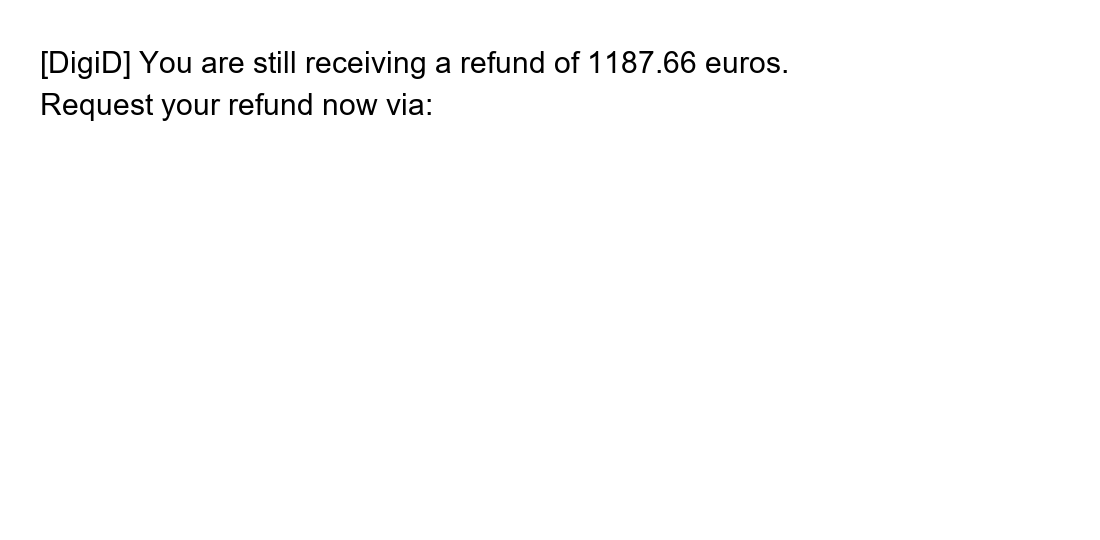 [DigiD] You are still receiving a refund of 1187.66 euros.
Request your refund now via: